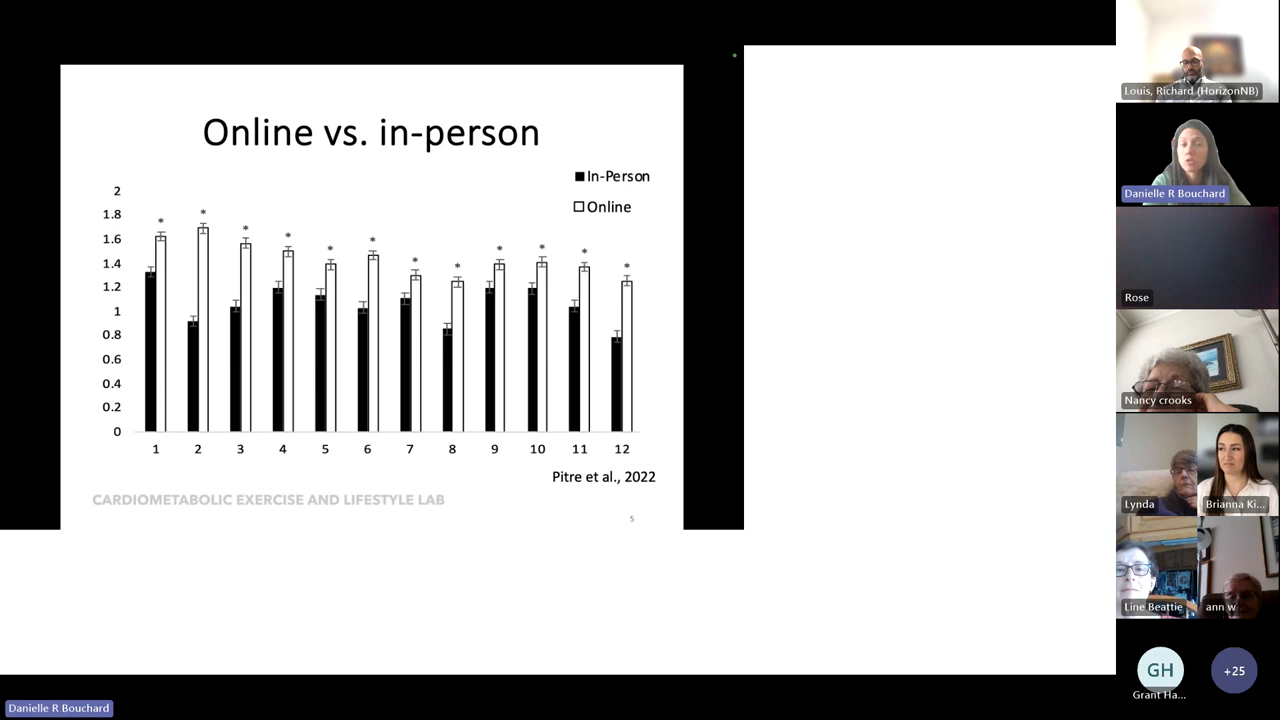 Online vs. in-person
In-Person
Online
2
1.8
1.6
1.4
1.2
1
0.8
0.6
0.4
0.2
0
* * * * * * * * * * * *
1 2 3 4 5 6 7 8 9 10 11 12
Pitre et al., 2022
CARDIOMETABOLIC EXERCISE AND LIFESTYLE LAB
5
Louis, Richard (HorizonNB)
Danielle R Bouchard
Rose
Nancy crooks
Lynda
Brianna Ki...
Line Beattie
ann w
GH
Grant Ha...
+25
Danielle R Bouchard